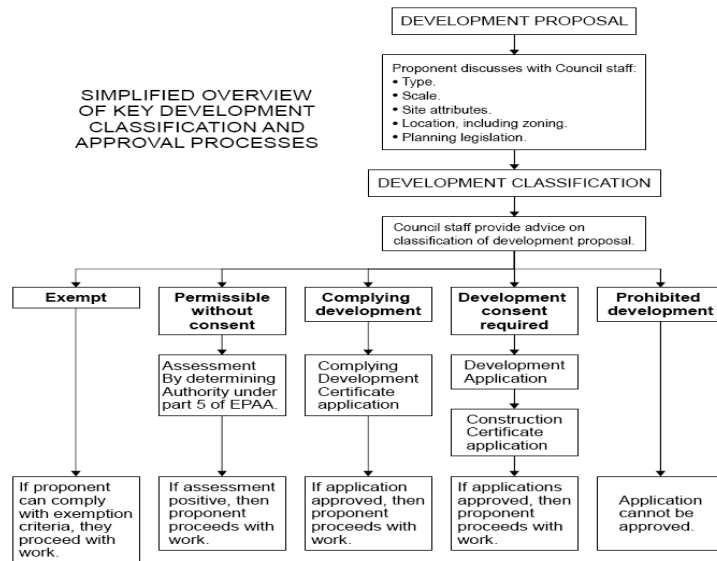 DEVELOPMENT PROPOSAL
Proponent discusses with Council staff:
• Type.
• Scale.
• Site attributes.
• Location, including zoning.
• Planning legislation.
SIMPLIFIED OVERVIEW
OF KEY DEVELOPMENT
CLASSIFICATION AND
APPROVAL PROCESSES
DEVELOPMENT CLASSIFICATION
Council staff provide advice on
classification of development proposal.
Exempt
If proponent
can comply
with exemption
criteria, they
proceed with
work.
Permissible
without
consent
Assessment
By determining
Authority under
part 5 of EPAA.
If assessment
positive, then
proponent
proceeds with
work.
Complying
development
Complying
Development
Certificate
application
If application
approved, then
proponent
proceeds with
work.
Development
consent
required
Development
Application
Construction
Certificate
application
If applications
approved, then
proponent
proceeds with
work.
Prohibited
development
Application
cannot be
approved.